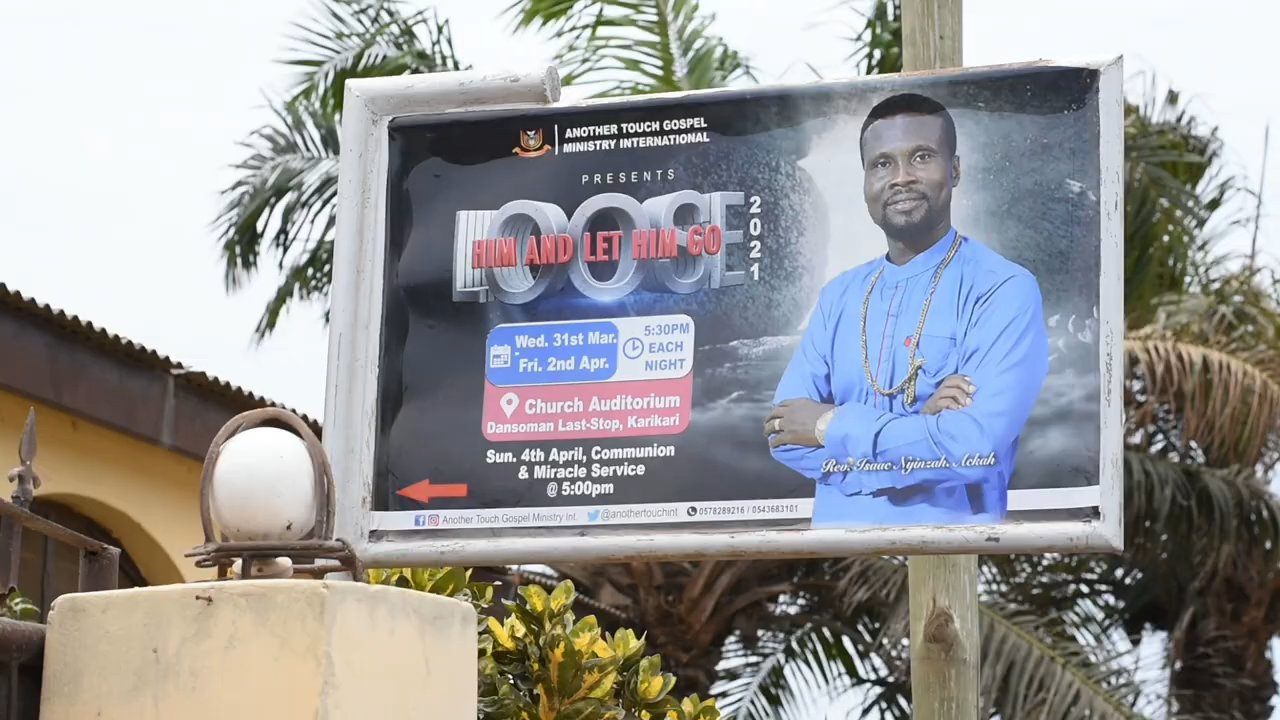 ANOTHER TOUCH GOSPEL
MINISTRY INTERNATIONAL
PRESENTS
LOOSE
HIM AND LET HIM GO
2021
Wed. 31st Mar. -
Fri. 2nd Apr.
5:30PM
EACH
NIGHT
Church Auditorium
Dansoman Last-Stop, Karikari
Sun. 4th April, Communion
& Miracle Service
@ 5:00pm
Rev. Isaac Nyinzah Ackah
Another Touch Gospel Ministry Int. @anothertouchint 0578289216 / 0543683101